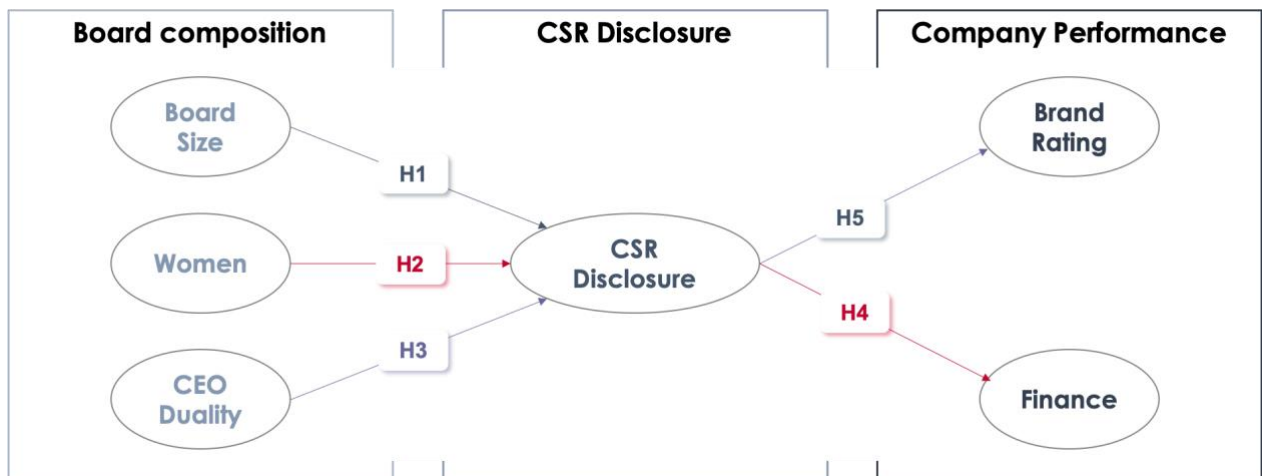 Board composition
CSR Disclosure
Company Performance
Board
Size
Brand
Rating
H1
H5
Women
H2
CSR
Disclosure
H4
H3
CEO
Duality
Finance